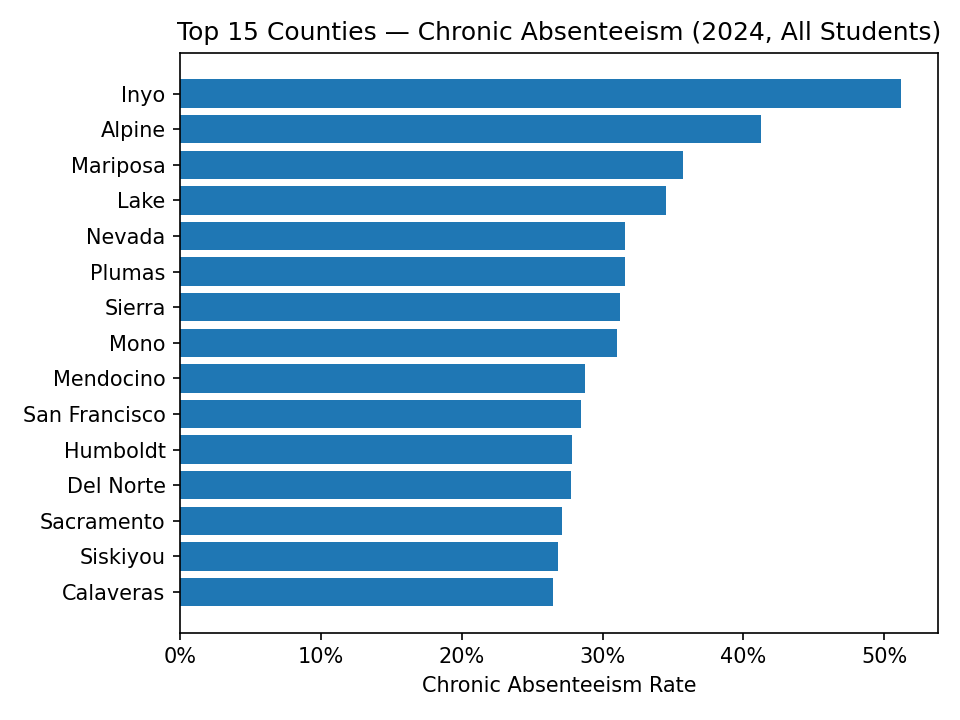 Top 15 Counties — Chronic Absenteeism (2024, All Students)
Inyo
Alpine
Mariposa
Lake
Nevada
Plumas
Sierra
Mono
Mendocino
San Francisco
Humboldt
Del Norte
Sacramento
Siskiyou
Calaveras
0% 10% 20% 30% 40% 50%
Chronic Absenteeism Rate